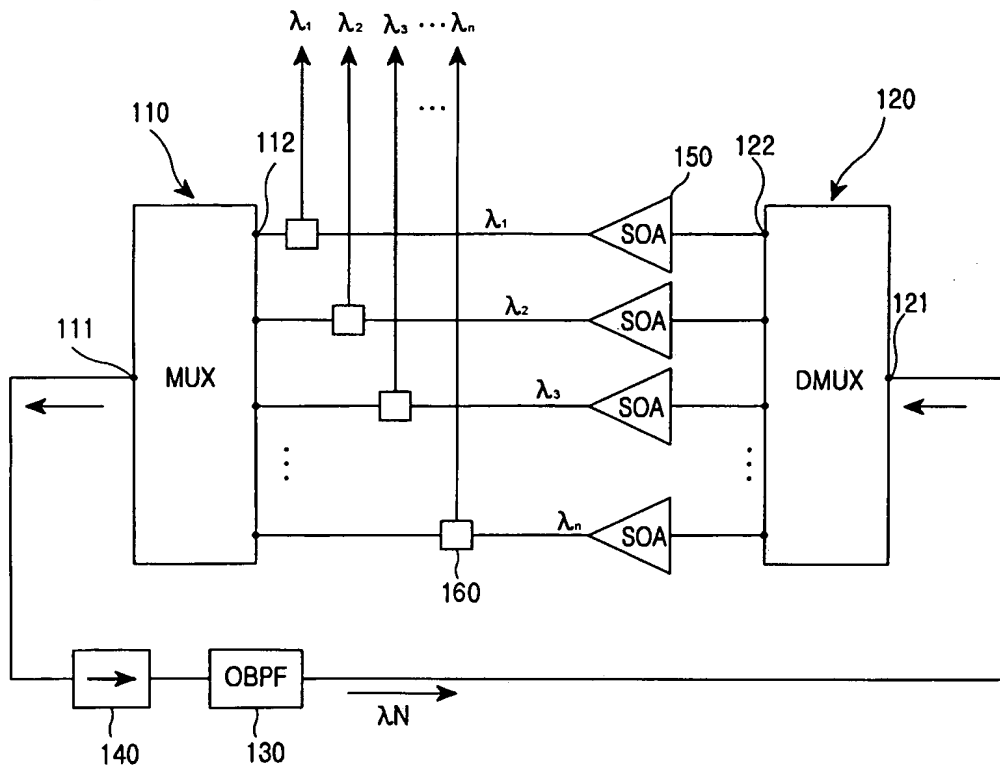 λ₁ λ₂ λ₃ ··· λₙ
...
110
112
150
122
120
λ₁
SOA
λ₂
SOA
111
MUX
121
DMUX
λ₃
SOA
λₙ
SOA
160
OBPF
λN
140
130